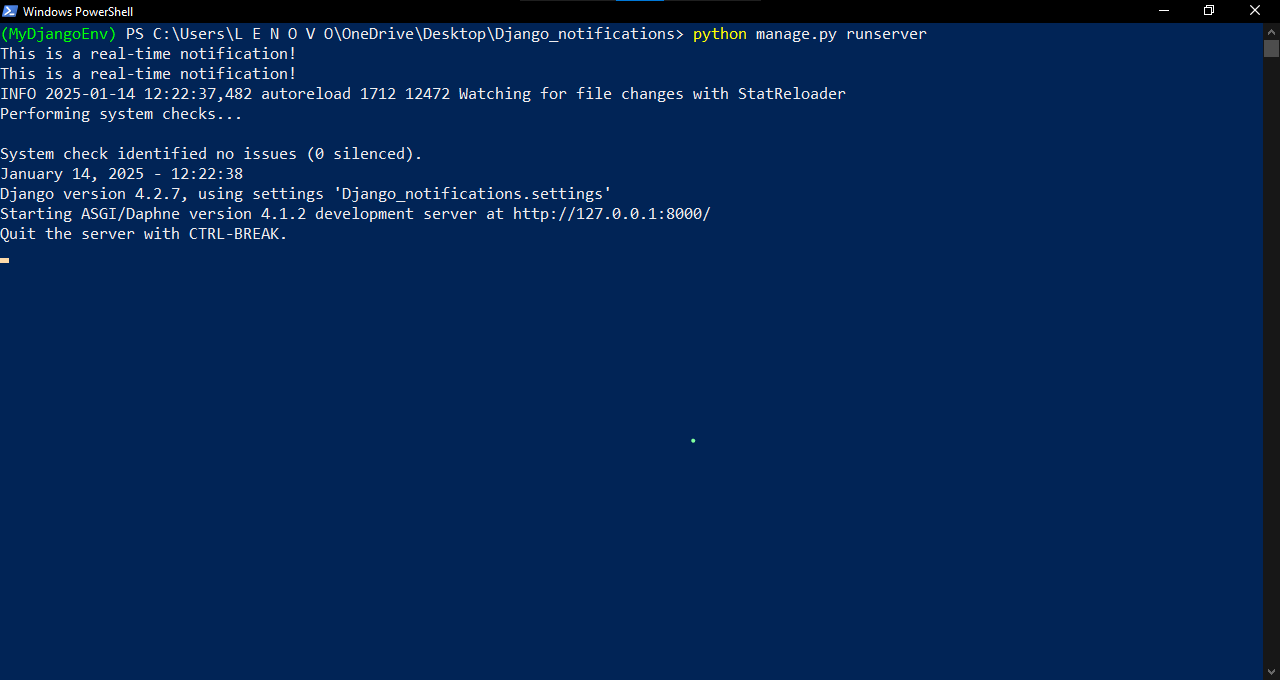 Windows PowerShell
(MyDjangoEnv) PS C:\Users\L E N O V O\OneDrive\Desktop\Django_notifications> python manage.py runserver
This is a real-time notification!
This is a real-time notification!
INFO 2025-01-14 12:22:37,482 autoreload 1712 12472 Watching for file changes with StatReloader
Performing system checks...
System check identified no issues (0 silenced).
January 14, 2025 - 12:22:38
Django version 4.2.7, using settings 'Django_notifications.settings'
Starting ASGI/Daphne version 4.1.2 development server at http://127.0.0.1:8000/
Quit the server with CTRL-BREAK.